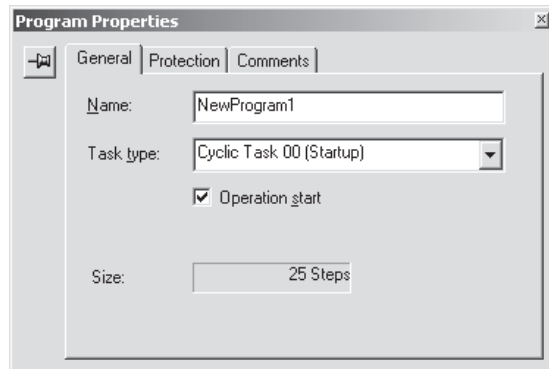 Program Properties
General Protection Comments
Name: NewProgram1
Task type: Cyclic Task 00 (Startup)
Operation start
Size: 25 Steps